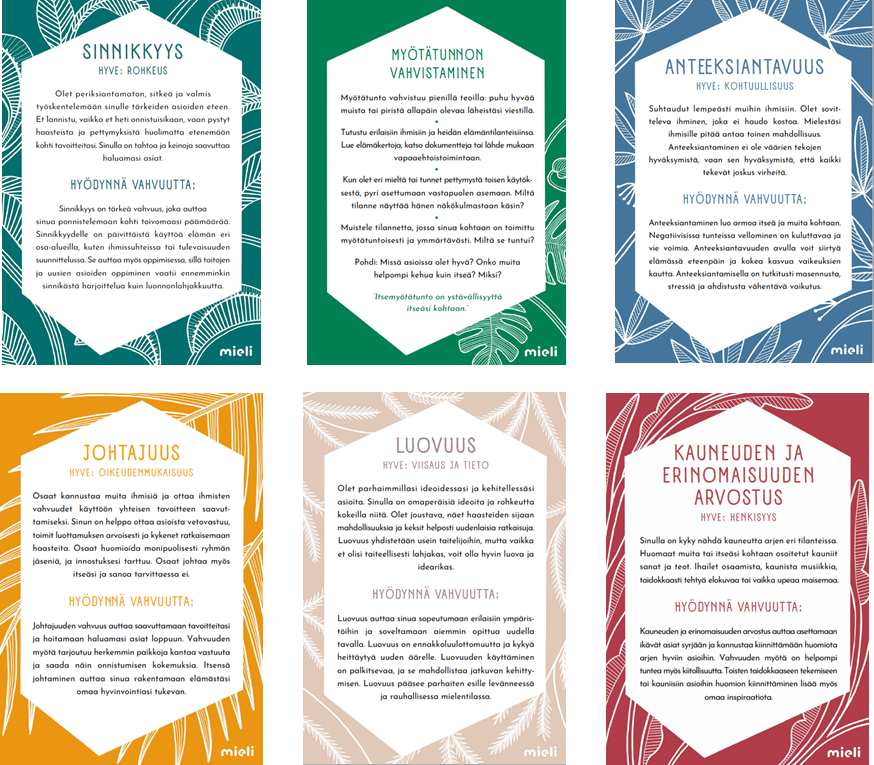 SINNIKKYYS
HYVE: ROHKEUS
Olet periksiantamaton, sitkeä ja valmis
työskentelemään sinulle tärkeiden asioiden eteen.
Et lannistu, vaikka et heti onnistuisikaan, vaan pystyt
haasteista ja pettymyksistä huolimatta etenemään
kohti tavoitteitasi. Sinulla on tahtoa ja keinoja saavuttaa
haluamasi asiat.
HYÖDYNNÄ VAHVUUTTA:
Sinnikkyys on tärkeä vahvuus, joka auttaa
sinua ponnistelemaan kohti toivomaasi päämäärää.
Sinnikkyydelle on päivittäistä käyttöä elämän eri
osa-alueilla, kuten ihmissuhteissa tai tulevaisuuden
suunnittelussa. Se auttaa myös oppimisessa, sillä taitojen
ja uusien asioiden oppiminen vaatii ennemminkin
sinnikästä harjoittelua kuin luonnonlahjakkuutta.
mieli
MYÖTÄTUNNON
VAHVISTAMINEN
Myötätunto vahvistuu pienillä teoilla: puhu hyvää
muista tai piristä allapäin olevaa läheistäsi viestillä.
•
Tutustu erilaisiin ihmisiin ja heidän elämäntilanteisiinsa.
Lue elämäkertoja, katso dokumentteja tai lähde mukaan
vapaaehtoistoimintaan.
•
Kun olet eri mieltä tai tunnet pettymystä toisen käytök-
sestä, pyri asettumaan vastapuolen asemaan. Miltä
tilanne näyttää hänen näkökulmastaan käsin?
•
Muistele tilannetta, jossa sinua kohtaan on toimittu
myötätuntoisesti ja ymmärtävästi. Miltä se tuntui?
Pohdi: Missä asioissa olet hyvä? Onko muita
helpompi kehua kuin itseä? Miksi?
"Itsemyötätunto on ystävällisyyttä
itseäsi kohtaan."
mieli
ANTEEKSIANTAVUUS
HYVE: KOHTUULLISUUS
Suhtaudut lempeästi muihin ihmisiin. Olet sovit-
televa ihminen, joka ei haudo kostoa. Mielestäsi
ihmisille pitää antaa toinen mahdollisuus.
Anteeksiantaminen ei ole väärien tekojen
hyväksymistä, vaan sen hyväksymistä, että kaikki
tekevät joskus virheitä.
HYÖDYNNÄ VAHVUUTTA:
Anteeksiantaminen luo armoa itseä ja muita kohtaan.
Negatiivisissa tunteissa vellominen on kuluttavaa ja
vie voimia. Anteeksiantavuuden avulla voit siirtyä
elämässä eteenpäin ja kokea kasvua vaikeuksien
kautta. Anteeksiantamisella on tutkitusti masennusta,
stressiä ja ahdistusta vähentävä vaikutus.
mieli
JOHTAJUUS
HYVE: OIKEUDENMUKAISUUS
Osaat kannustaa muita ihmisiä ja ottaa ihmisten
vahvuudet käyttöön yhteisen tavoitteen saavut-
tamiseksi. Sinun on helppo ottaa asioista vetovastuu,
toimit luottamuksen arvoisesti ja kykenet ratkaisemaan
haasteita. Osaat huomioida monipuolisesti ryhmän
jäseniä, ja innostuksesi tarttuu. Osaat johtaa myös
itseäsi ja sanoa tarvittaessa ei.
HYÖDYNNÄ VAHVUUTTA:
Johtajuuden vahvuus auttaa saavuttamaan tavoitteitasi
ja hoitamaan haluamasi asiat loppuun. Vahvuuden
myötä tarjoutuu herkemmin paikkoja kantaa vastuuta
ja saada näin onnistumisen kokemuksia. Itsensä
johtaminen auttaa sinua rakentamaan elämästäsi
omaa hyvinvointiasi tukevan.
mieli
LUOVUUS
HYVE: VIISAUS JA TIETO
Olet parhaimmillasi ideoidessasi ja kehitellessäsi
asioita. Sinulla on omaperäisiä ideoita ja rohkeutta
kokeilla niitä. Olet joustava, näet haasteiden sijaan
mahdollisuuksia ja keksit helposti uudenlaisia ratkaisuja.
Luovuus yhdistetään usein taiteilijoihin, mutta vaikka
et olisi taiteellisesti lahjakas, voit olla hyvin luova ja
idearikas.
HYÖDYNNÄ VAHVUUTTA:
Luovuus auttaa sinua sopeutumaan erilaisiin ympäris-
töihin ja soveltamaan aiemmin opittua uudella
tavalla. Luovuus on ennakkoluulottomuutta ja kykyä
heittäytyä uuden äärelle. Luovuuden käyttäminen
on palkitsevaa, ja se mahdollistaa jatkuvan kehitty-
misen. Luovuus pääsee parhaiten esille levänneessä
ja rauhallisessa mielentilassa.
mieli
KAUNEUDEN JA
ERINOMAISUUDEN
ARVOSTUS
HYVE: HENKISYYS
Sinulla on kyky nähdä kauneutta arjen eri tilanteissa.
Huomaat muita tai itseäsi kohtaan osoitetut kauniit
sanat ja teot. Ihailet osaamista, kaunista musiikkia,
taidokkaasti tehtyä elokuvaa tai vaikka upeaa maisemaa.
HYÖDYNNÄ VAHVUUTTA:
Kauneuden ja erinomaisuuden arvostus auttaa asettamaan
ikävät asiat syrjään ja kannustaa kiinnittämään huomiota
arjen hyviin asioihin. Vahvuuden myötä on helpompi
tuntea myös kiitollisuutta. Toisten taidokkaaseen tekemiseen
tai kauniisiin asioihin huomion kiinnittäminen lisää myös
omaa inspiraatiota.
mieli